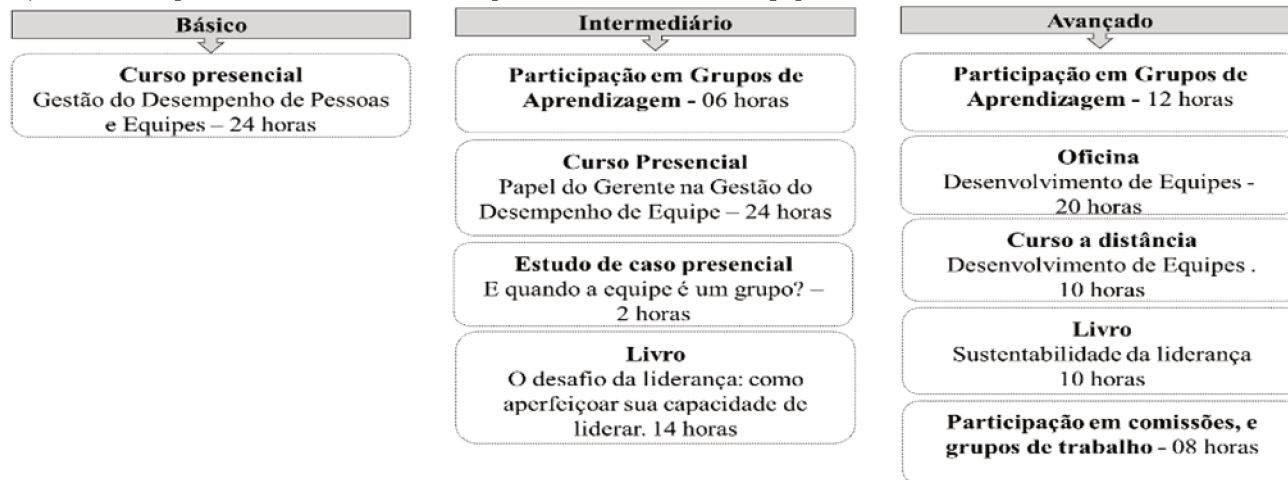 Básico
Curso presencial
Gestão do Desempenho de Pessoas
e Equipes – 24 horas
Intermediário
Participação em Grupos de
Aprendizagem - 06 horas
Curso Presencial
Papel do Gerente na Gestão do
Desempenho de Equipe – 24 horas
Estudo de caso presencial
E quando a equipe é um grupo? –
2 horas
Livro
O desafio da liderança: como
aperfeiçoar sua capacidade de
liderar. 14 horas
Avançado
Participação em Grupos de
Aprendizagem - 12 horas
Oficina
Desenvolvimento de Equipes -
20 horas
Curso a distância
Desenvolvimento de Equipes .
10 horas
Livro
Sustentabilidade da liderança
10 horas
Participação em comissões, e
grupos de trabalho - 08 horas